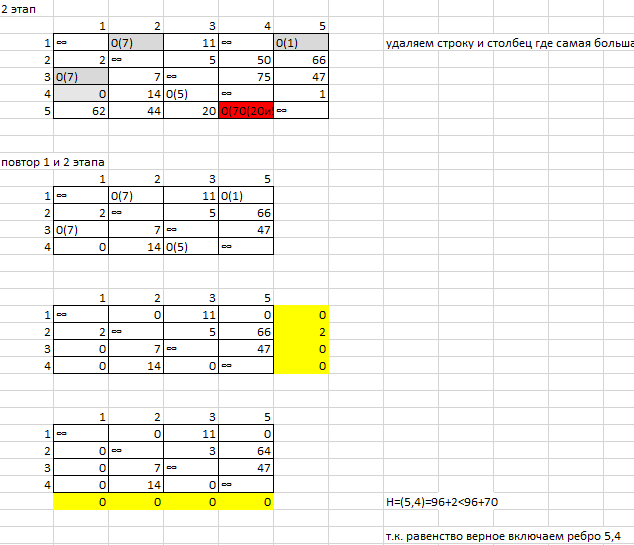 2 этап
1 2 3 4 5
1 ∞ 0(7) 11 ∞ 0(1) удаляем строку и столбец где самая больша
2 2 ∞ 5 50 66
3 0(7) 7 ∞ 75 47
4 0 14 0(5) ∞ 1
5 62 44 20 0(70(20и ∞
повтор 1 и 2 этапа
1 2 3 5
1 ∞ 0(7) 11 0(1)
2 2 ∞ 5 66
3 0(7) 7 ∞ 47
4 0 14 0(5) ∞
1 2 3 5
1 ∞ 0 11 0 0
2 2 ∞ 5 66 2
3 0 7 ∞ 47 0
4 0 14 0 ∞ 0
1 2 3 5
1 ∞ 0 11 0
2 0 ∞ 3 64
3 0 7 ∞ 47
4 0 14 0 ∞
0 0 0 0 H=(5,4)=96+2<96+70
т.к. равенство верное включаем ребро 5,4